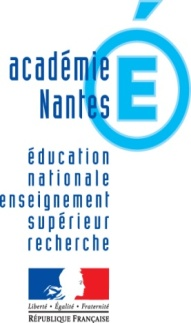 académie
Nantes
É
éducation
nationale
enseignement
supérieur
recherche
Liberté • Égalité • Fraternité
RÉPUBLIQUE FRANÇAISE